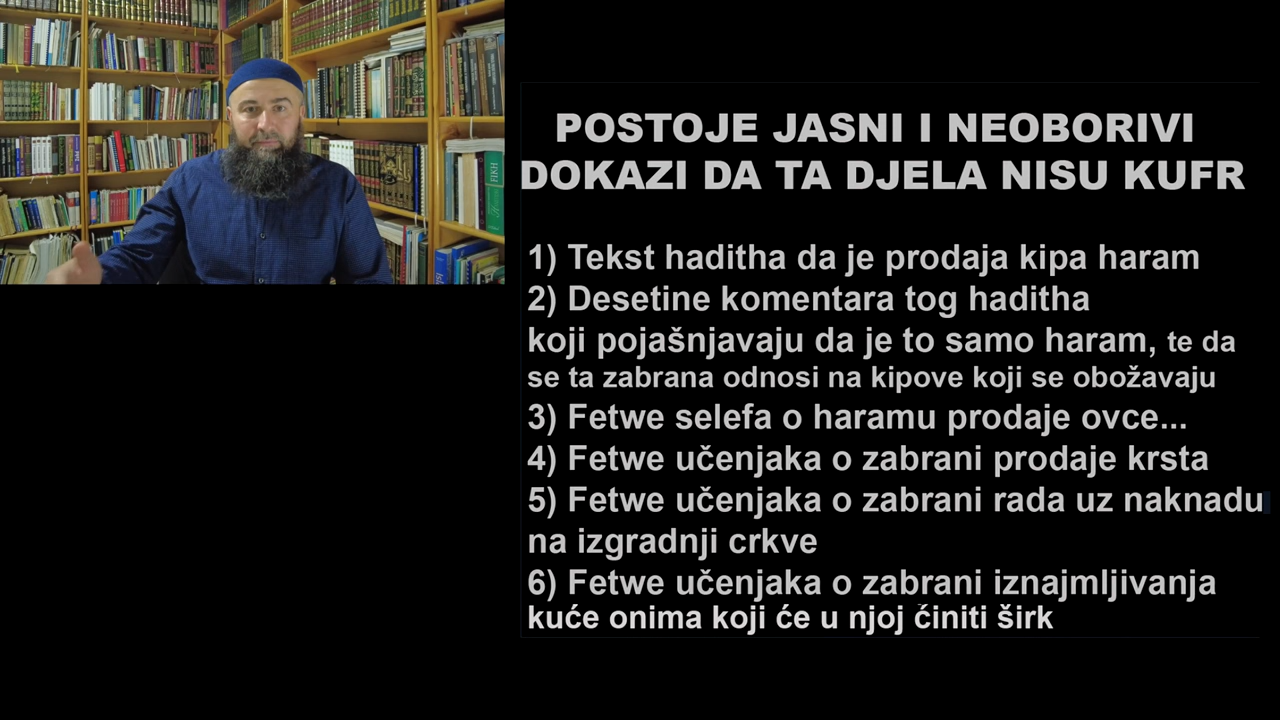 POSTOJE JASNI I NEOBORIVI
DOKAZI DA TA DJELA NISU KUFR
1) Tekst haditha da je prodaja kipa haram
2) Desetine komentara tog haditha
koji pojašnjavaju da je to samo haram, te da
se ta zabrana odnosi na kipove koji se obožavaju
3) Fetwe selefa o haramu prodaje ovce...
4) Fetwe učenjaka o zabrani prodaje krsta
5) Fetwe učenjaka o zabrani rada uz naknadu
na izgradnji crkve
6) Fetwe učenjaka o zabrani iznajmljivanja
kuće onima koji će u njoj činiti širk
FIKH